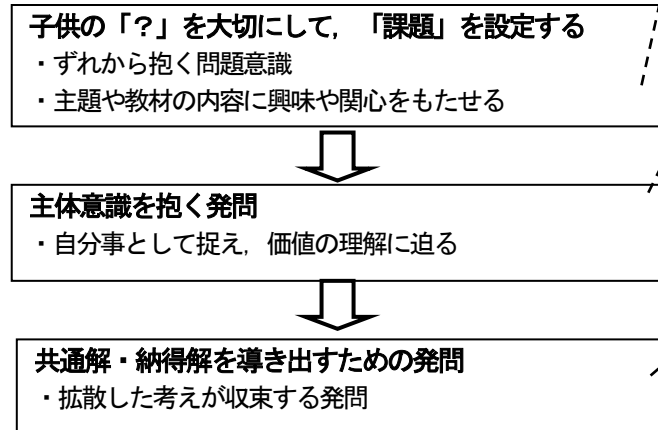 子供の「？」を大切にして，「課題」を設定する
・ずれから抱く問題意識
・主題や教材の内容に興味や関心をもたせる
主体意識を抱く発問
・自分事として捉え，価値の理解に迫る
共通解・納得解を導き出すための発問
・拡散した考えが収束する発問